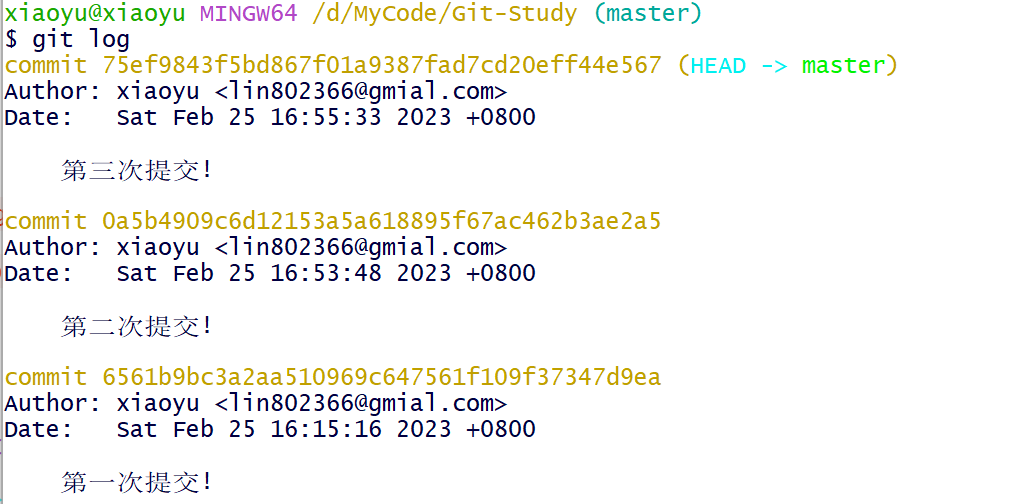 xiaoyu@xiaoyu MINGW64 /d/MyCode/Git-Study (master)
$ git log
commit 75ef9843f5bd867f01a9387fad7cd20eff44e567 (HEAD -> master)
Author: xiaoyu <lin802366@gmial.com>
Date:   Sat Feb 25 16:55:33 2023 +0800
第三次提交!
commit 0a5b4909c6d12153a5a618895f67ac462b3ae2a5
Author: xiaoyu <lin802366@gmial.com>
Date:   Sat Feb 25 16:53:48 2023 +0800
第二次提交!
commit 6561b9bc3a2aa510969c647561f109f37347d9ea
Author: xiaoyu <lin802366@gmial.com>
Date:   Sat Feb 25 16:15:16 2023 +0800
第一次提交!